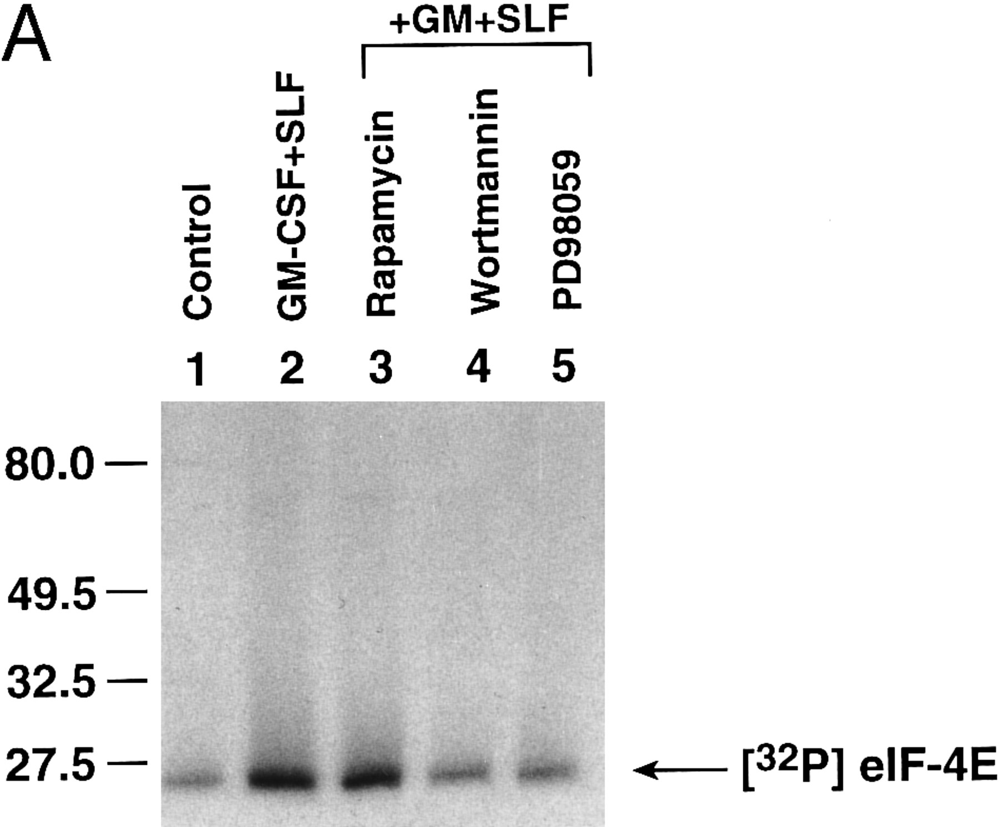 A
+GM+SLF
Control
GM-CSF+SLF
Rapamycin
Wortmannin
PD98059
1 2 3 4 5
80.0
49.5
32.5
27.5
[³²P] eIF-4E